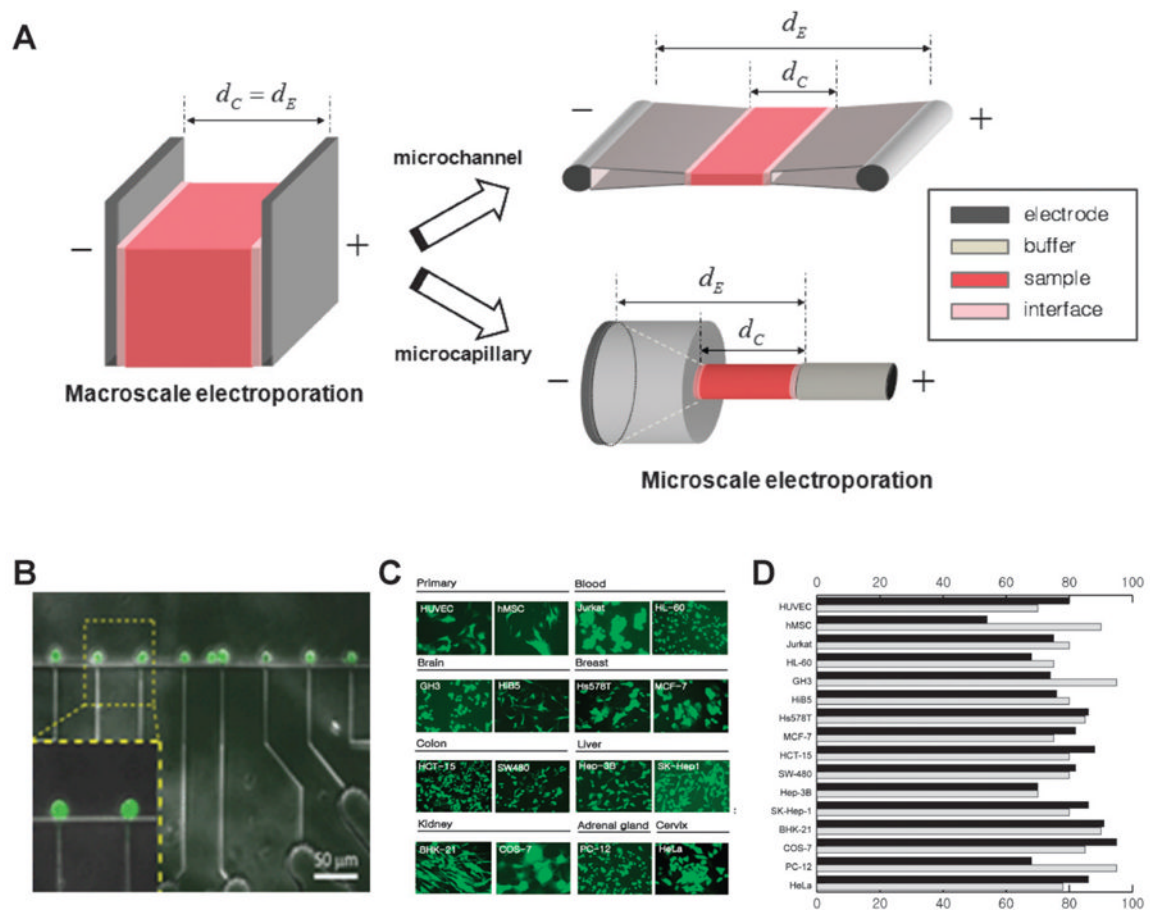 A
d_C = d_E
−
+
Macroscale electroporation
microchannel
microcapillary
d_E
d_C
−
+
d_E
d_C
−
+
Microscale electroporation
electrode
buffer
sample
interface
B
50 μm
C
Primary
Blood
HUVEC
hMSC
Jurkat
HL-60
Brain
Breast
GH3
HiB5
Hs578T
MCF-7
Colon
Liver
HCT-15
SW480
Hep-3B
SK-Hep1
Kidney
Adrenal gland
Cervix
BHK-21
COS-7
PC-12
HeLa
:
D
0 20 40 60 80 100
HUVEC
hMSC
Jurkat
HL-60
GH3
HiB5
Hs578T
MCF-7
HCT-15
SW-480
Hep-3B
SK-Hep-1
BHK-21
COS-7
PC-12
HeLa
0 20 40 60 80 100